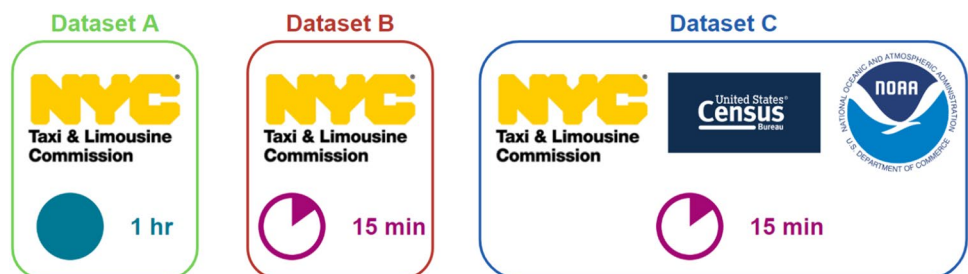 Dataset A
Dataset B
Dataset C
NYC
Taxi & Limousine
Commission
1 hr
NYC
Taxi & Limousine
Commission
15 min
NYC
Taxi & Limousine
Commission
United States®
Census
Bureau
NATIONAL OCEANIC AND ATMOSPHERIC ADMINISTRATION
NOAA
U.S. DEPARTMENT OF COMMERCE
15 min